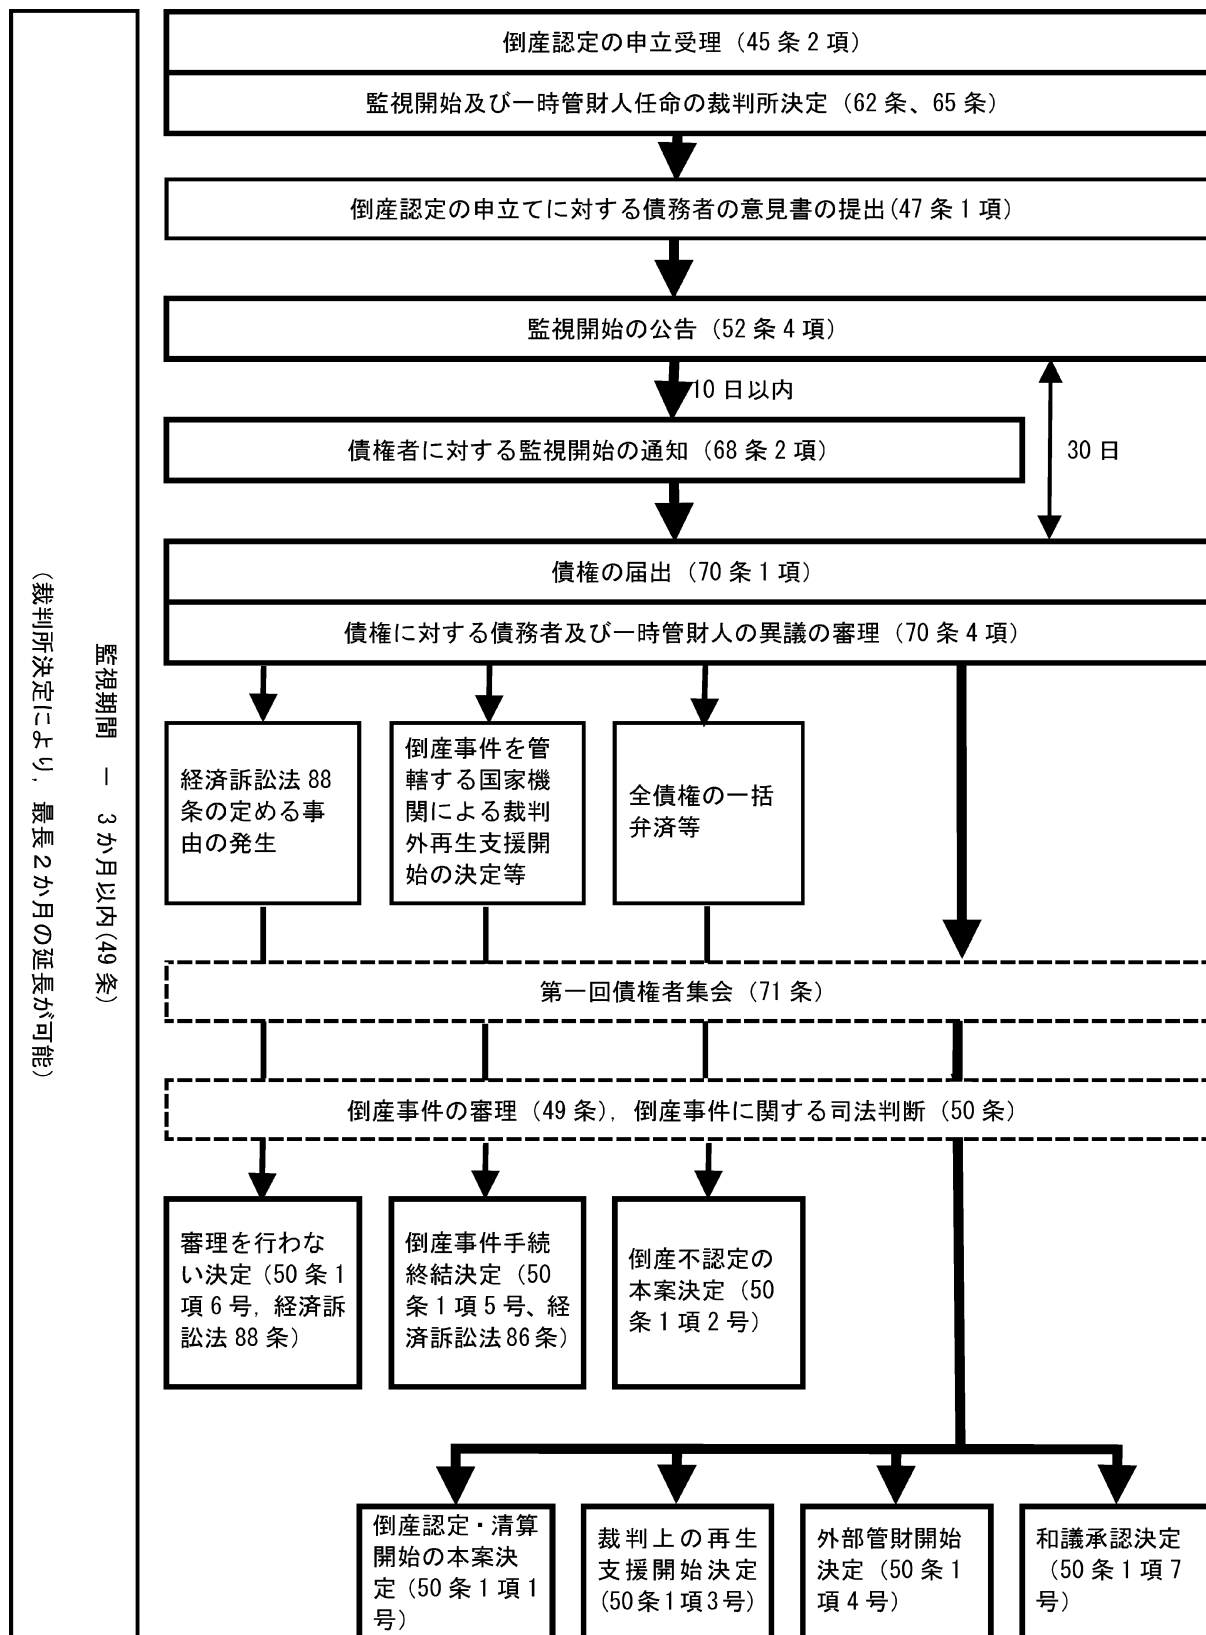 倒産認定の申立受理（45 条 2 項）
監視開始及び一時管財人任命の裁判所決定（62 条、65 条）
倒産認定の申立てに対する債務者の意見書の提出(47 条 1 項）
監視開始の公告（52 条 4 項）
10 日以内
債権者に対する監視開始の通知（68 条 2 項）
30 日
債権の届出（70 条 1 項）
債権に対する債務者及び一時管財人の異議の審理（70 条 4 項）
監視期間　―　3 か月以内(49 条）
（裁判所決定により，最長 2 か月の延長が可能）
経済訴訟法 88
条の定める事
由の発生
倒産事件を管
轄する国家機
関による裁判
外再生支援開
始の決定等
全債権の一括
弁済等
第一回債権者集会（71 条）
倒産事件の審理（49 条），倒産事件に関する司法判断（50 条）
審理を行わな
い決定（50 条 1
項 6 号，経済訴
訟法 88 条）
倒産事件手続
終結決定（50
条 1 項 5 号、経
済訴訟法 86 条）
倒産不認定の
本案決定（50
条 1 項 2 号）
倒産認定・清算
開始の本案決
定（50 条 1 項 1
号）
裁判上の再生
支援開始決定
（50 条 1 項 3 号）
外部管財開始
決定（50 条 1
項 4 号）
和議承認決定
（50 条 1 項 7
号）